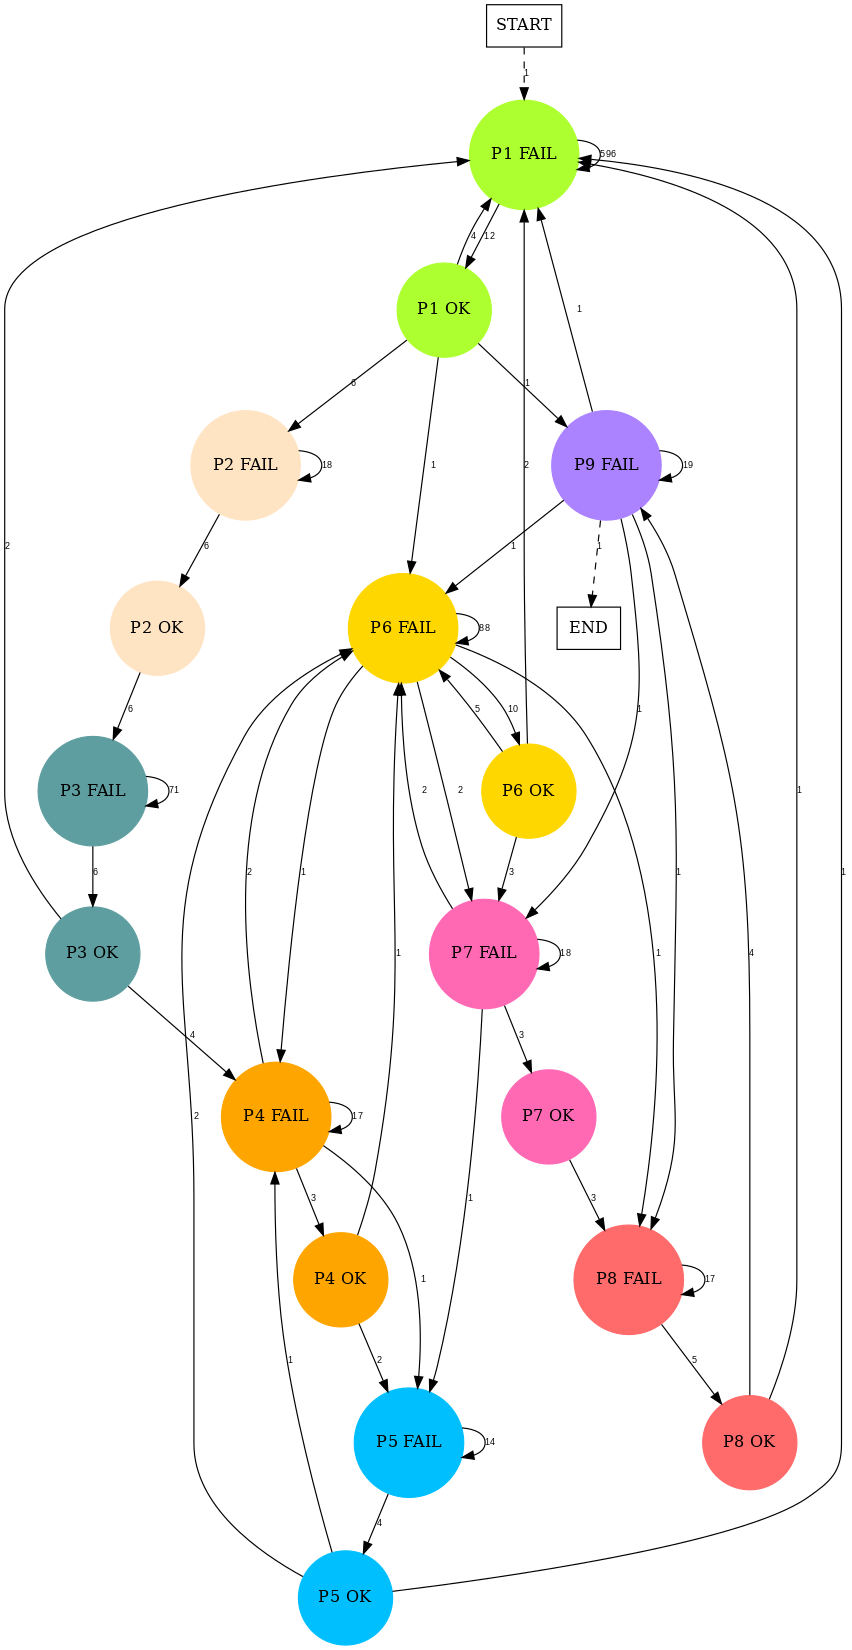 START
1
P1 FAIL
596
4
12
P1 OK
1
6
1
1
2
P2 FAIL
18
P9 FAIL
19
6
1
1
2
P2 OK
P6 FAIL
88
END
6
5
10
1
P3 FAIL
71
2
2
P6 OK
1
6
2
1
3
1
P3 OK
1
P7 FAIL
18
1
4
1
4
3
P4 FAIL
17
P7 OK
2
3
1
3
P4 OK
1
P8 FAIL
17
1
2
5
P5 FAIL
14
P8 OK
4
P5 OK